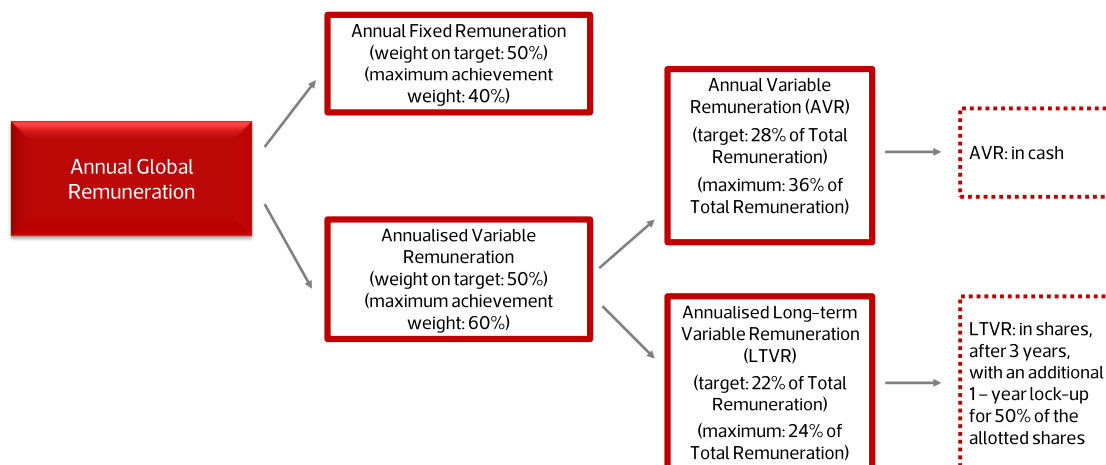 Annual Global
Remuneration
Annual Fixed Remuneration
(weight on target: 50%)
(maximum achievement
weight: 40%)
Annualised Variable
Remuneration
(weight on target: 50%)
(maximum achievement
weight: 60%)
Annual Variable
Remuneration (AVR)
(target: 28% of Total
Remuneration)
(maximum: 36% of
Total Remuneration)
Annualised Long-term
Variable Remuneration
(LTVR)
(target: 22% of Total
Remuneration)
(maximum: 24% of
Total Remuneration)
AVR: in cash
LTVR: in shares,
after 3 years,
with an additional
1 – year lock-up
for 50% of the
allotted shares